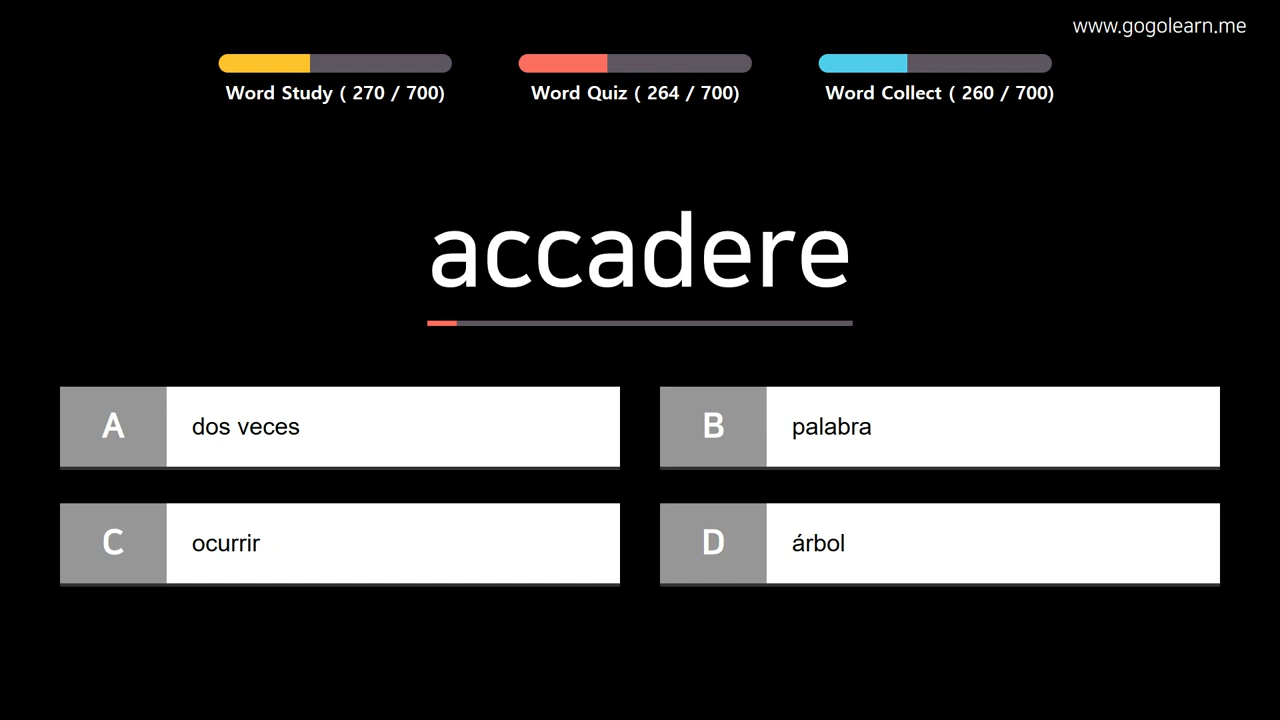 www.gogolearn.me
Word Study ( 270 / 700)
Word Quiz ( 264 / 700)
Word Collect ( 260 / 700)
accadere
A dos veces
B palabra
C ocurrir
D árbol